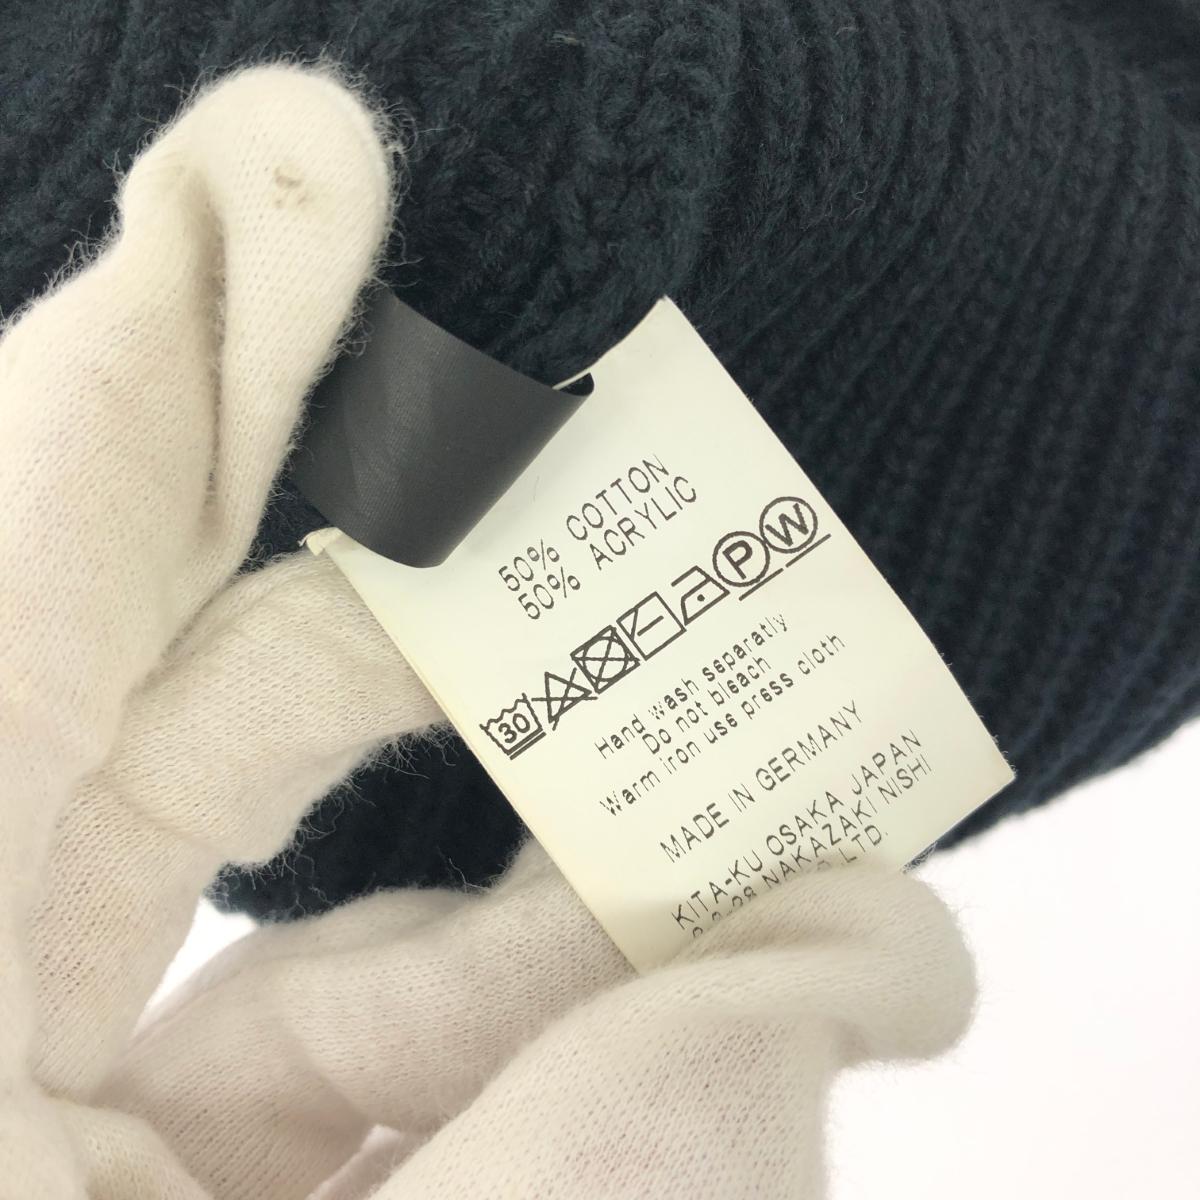 50% COTTON
50% ACRYLIC
30 P W
Hand wash separatly
Do not bleach
Warm iron use press cloth
MADE IN GERMANY
KITA-KU OSAKA JAPAN
NAKAZAKI NISHI
LTD.